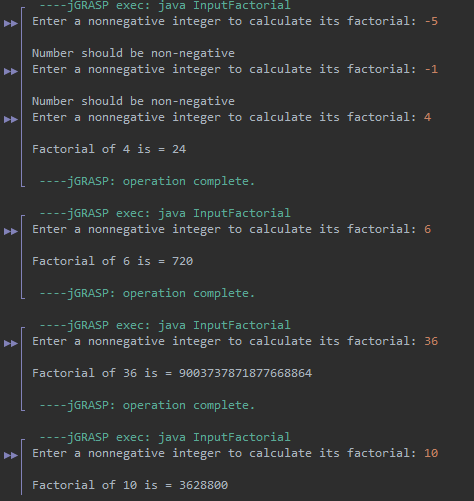 ----jGRASP exec: java InputFactorial
Enter a nonnegative integer to calculate its factorial: -5
Number should be non-negative
Enter a nonnegative integer to calculate its factorial: -1
Number should be non-negative
Enter a nonnegative integer to calculate its factorial: 4
Factorial of 4 is = 24
----jGRASP: operation complete.
----jGRASP exec: java InputFactorial
Enter a nonnegative integer to calculate its factorial: 6
Factorial of 6 is = 720
----jGRASP: operation complete.
----jGRASP exec: java InputFactorial
Enter a nonnegative integer to calculate its factorial: 36
Factorial of 36 is = 9003737871877668864
----jGRASP: operation complete.
----jGRASP exec: java InputFactorial
Enter a nonnegative integer to calculate its factorial: 10
Factorial of 10 is = 3628800